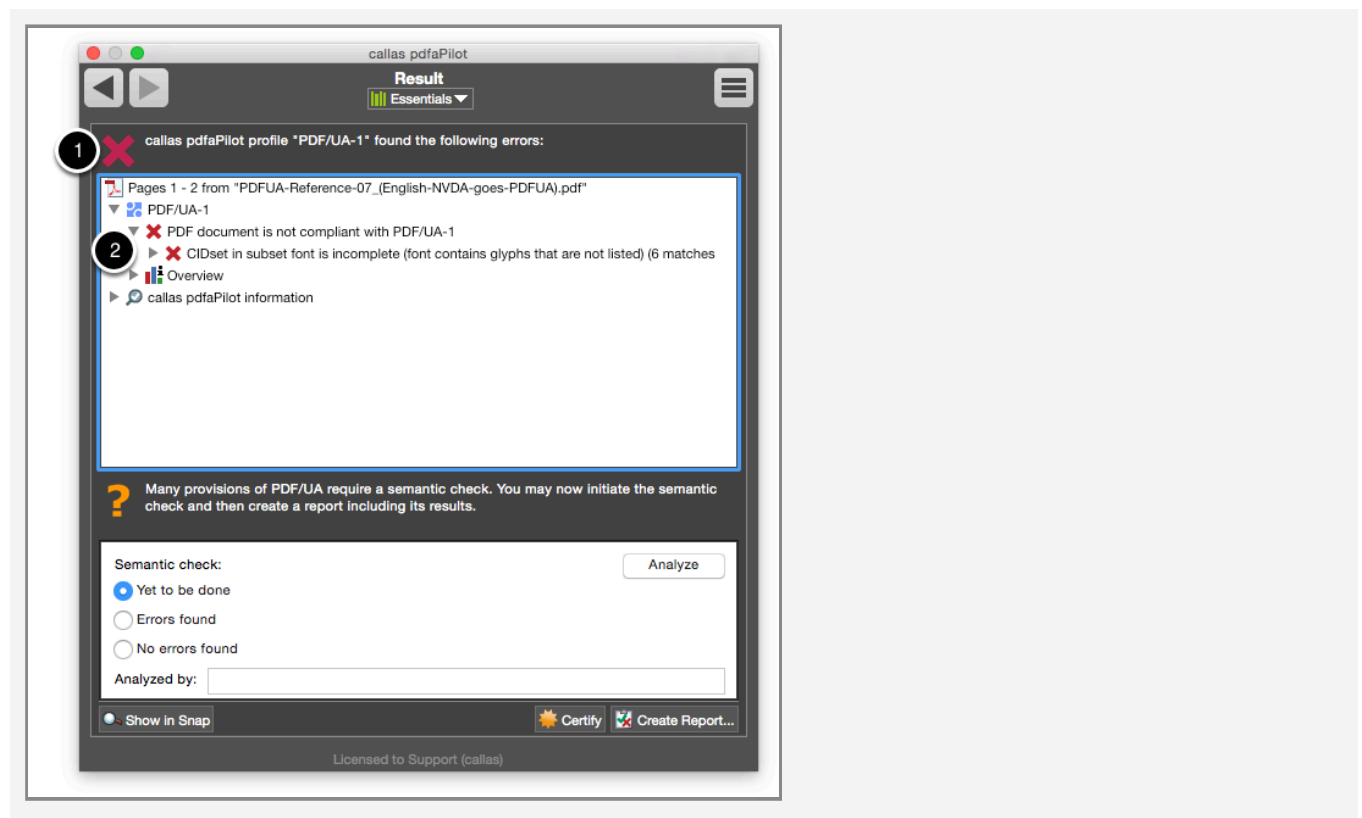 callas pdfaPilot
Result
Essentials
1
callas pdfaPilot profile "PDF/UA-1" found the following errors:
Pages 1 - 2 from "PDFUA-Reference-07_(English-NVDA-goes-PDFUA).pdf"
PDF/UA-1
PDF document is not compliant with PDF/UA-1
2
CIDset in subset font is incomplete (font contains glyphs that are not listed) (6 matches
Overview
callas pdfaPilot information
Many provisions of PDF/UA require a semantic check. You may now initiate the semantic
check and then create a report including its results.
Semantic check:
Analyze
Yet to be done
Errors found
No errors found
Analyzed by:
Show in Snap
Certify
Create Report...
Licensed to Support (callas)